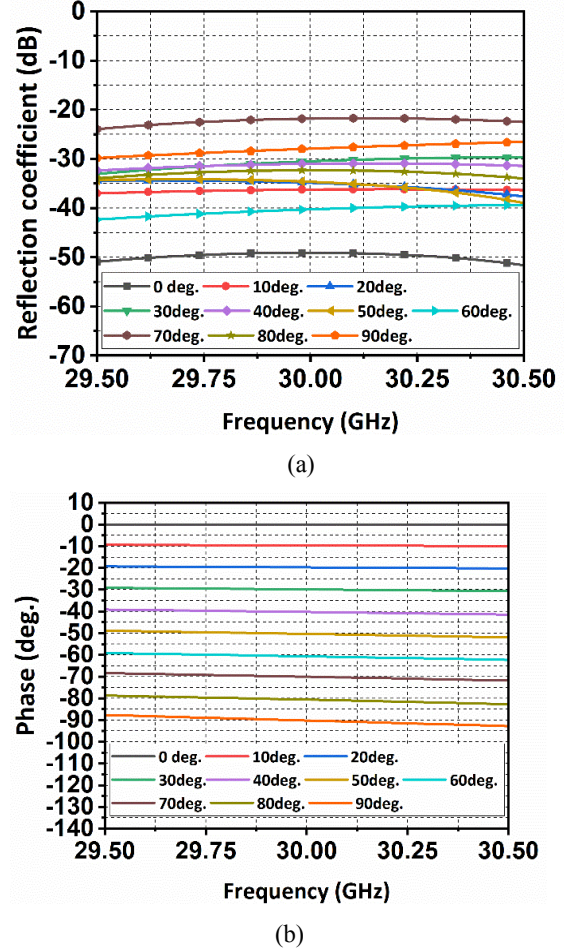 0
-10
-20
-30
-40
-50
-60
-70
Reflection coefficient (dB)
0 deg. 10deg. 20deg.
30deg. 40deg. 50deg. 60deg.
70deg. 80deg. 90deg.
29.50 29.75 30.00 30.25 30.50
Frequency (GHz)
(a)
10
0
-10
-20
-30
-40
-50
-60
-70
-80
-90
-100
-110
-120
-130
-140
Phase (deg.)
0 deg. 10deg. 20deg.
30deg. 40deg. 50deg. 60deg.
70deg. 80deg. 90deg.
29.50 29.75 30.00 30.25 30.50
Frequency (GHz)
(b)